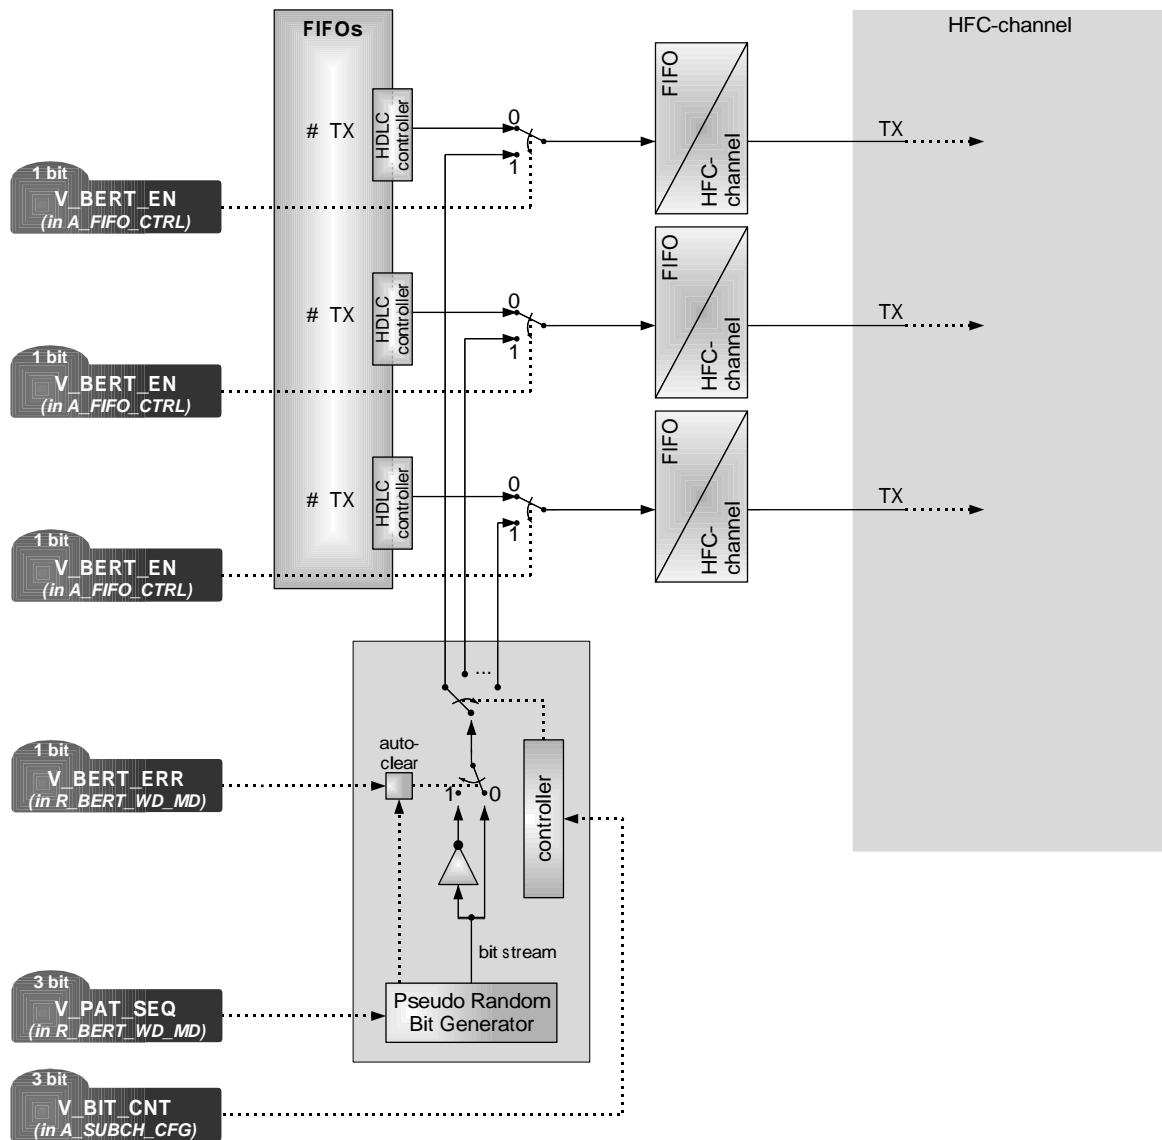 FIFOs
HFC-channel
# TX
HDLC
controller
0
1
FIFO
HFC-
channel
TX
1 bit
V_BERT_EN
(in A_FIFO_CTRL)
# TX
HDLC
controller
0
1
FIFO
HFC-
channel
TX
1 bit
V_BERT_EN
(in A_FIFO_CTRL)
# TX
HDLC
controller
0
1
FIFO
HFC-
channel
TX
1 bit
V_BERT_EN
(in A_FIFO_CTRL)
...
1 bit
V_BERT_ERR
(in R_BERT_WD_MD)
auto-
clear
1
0
controller
bit stream
3 bit
V_PAT_SEQ
(in R_BERT_WD_MD)
Pseudo Random
Bit Generator
3 bit
V_BIT_CNT
(in A_SUBCH_CFG)